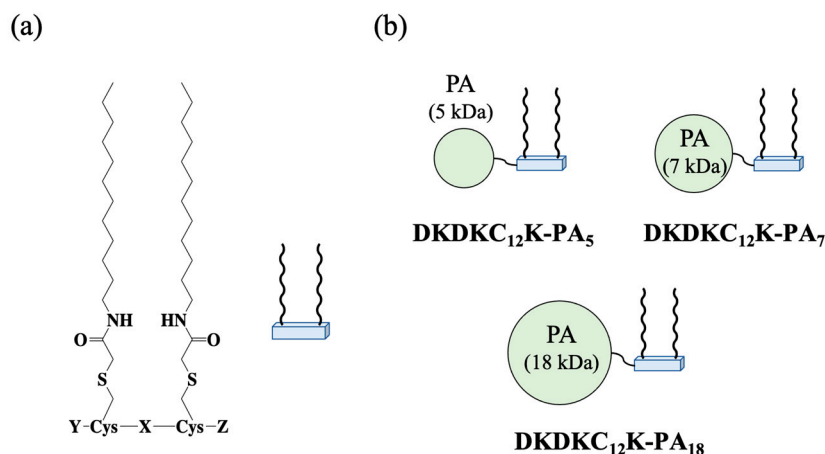 (a)
NH
HN
O
O
S
S
Y-Cys-X-Cys-Z
(b)
PA
(5 kDa)
DKDKC₁₂K-PA₅
PA
(7 kDa)
DKDKC₁₂K-PA₇
PA
(18 kDa)
DKDKC₁₂K-PA₁₈